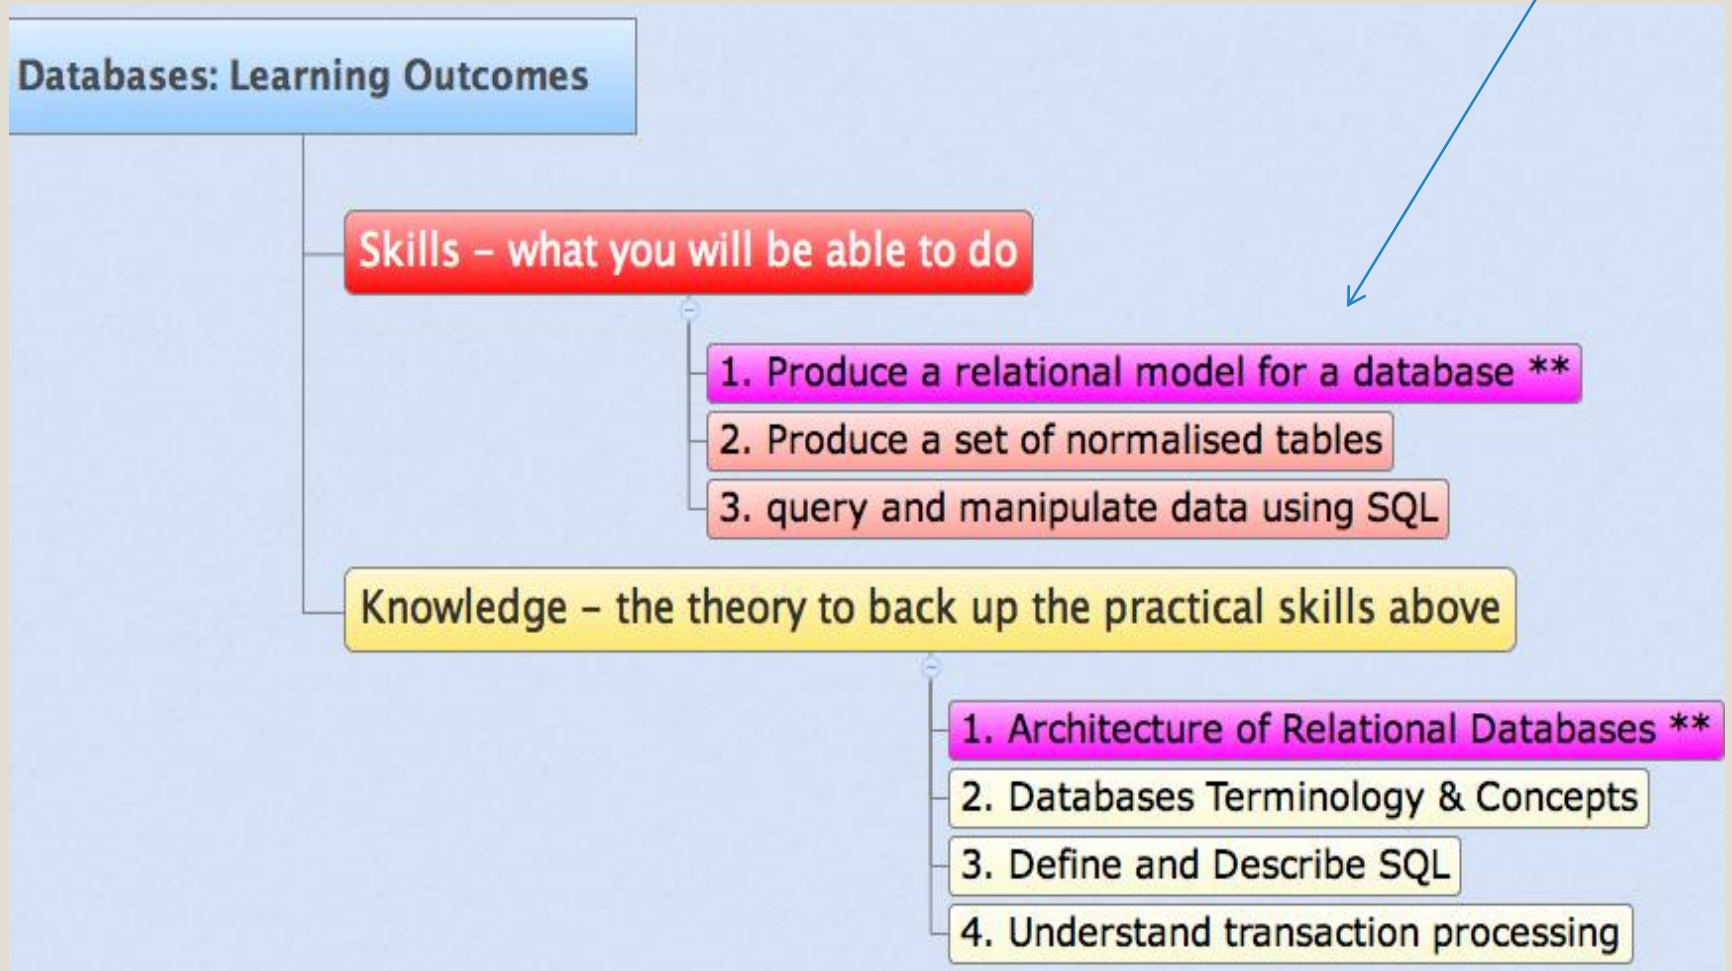 Databases: Learning Outcomes
Skills – what you will be able to do
1. Produce a relational model for a database **
2. Produce a set of normalised tables
3. query and manipulate data using SQL
Knowledge – the theory to back up the practical skills above
1. Architecture of Relational Databases **
2. Databases Terminology & Concepts
3. Define and Describe SQL
4. Understand transaction processing